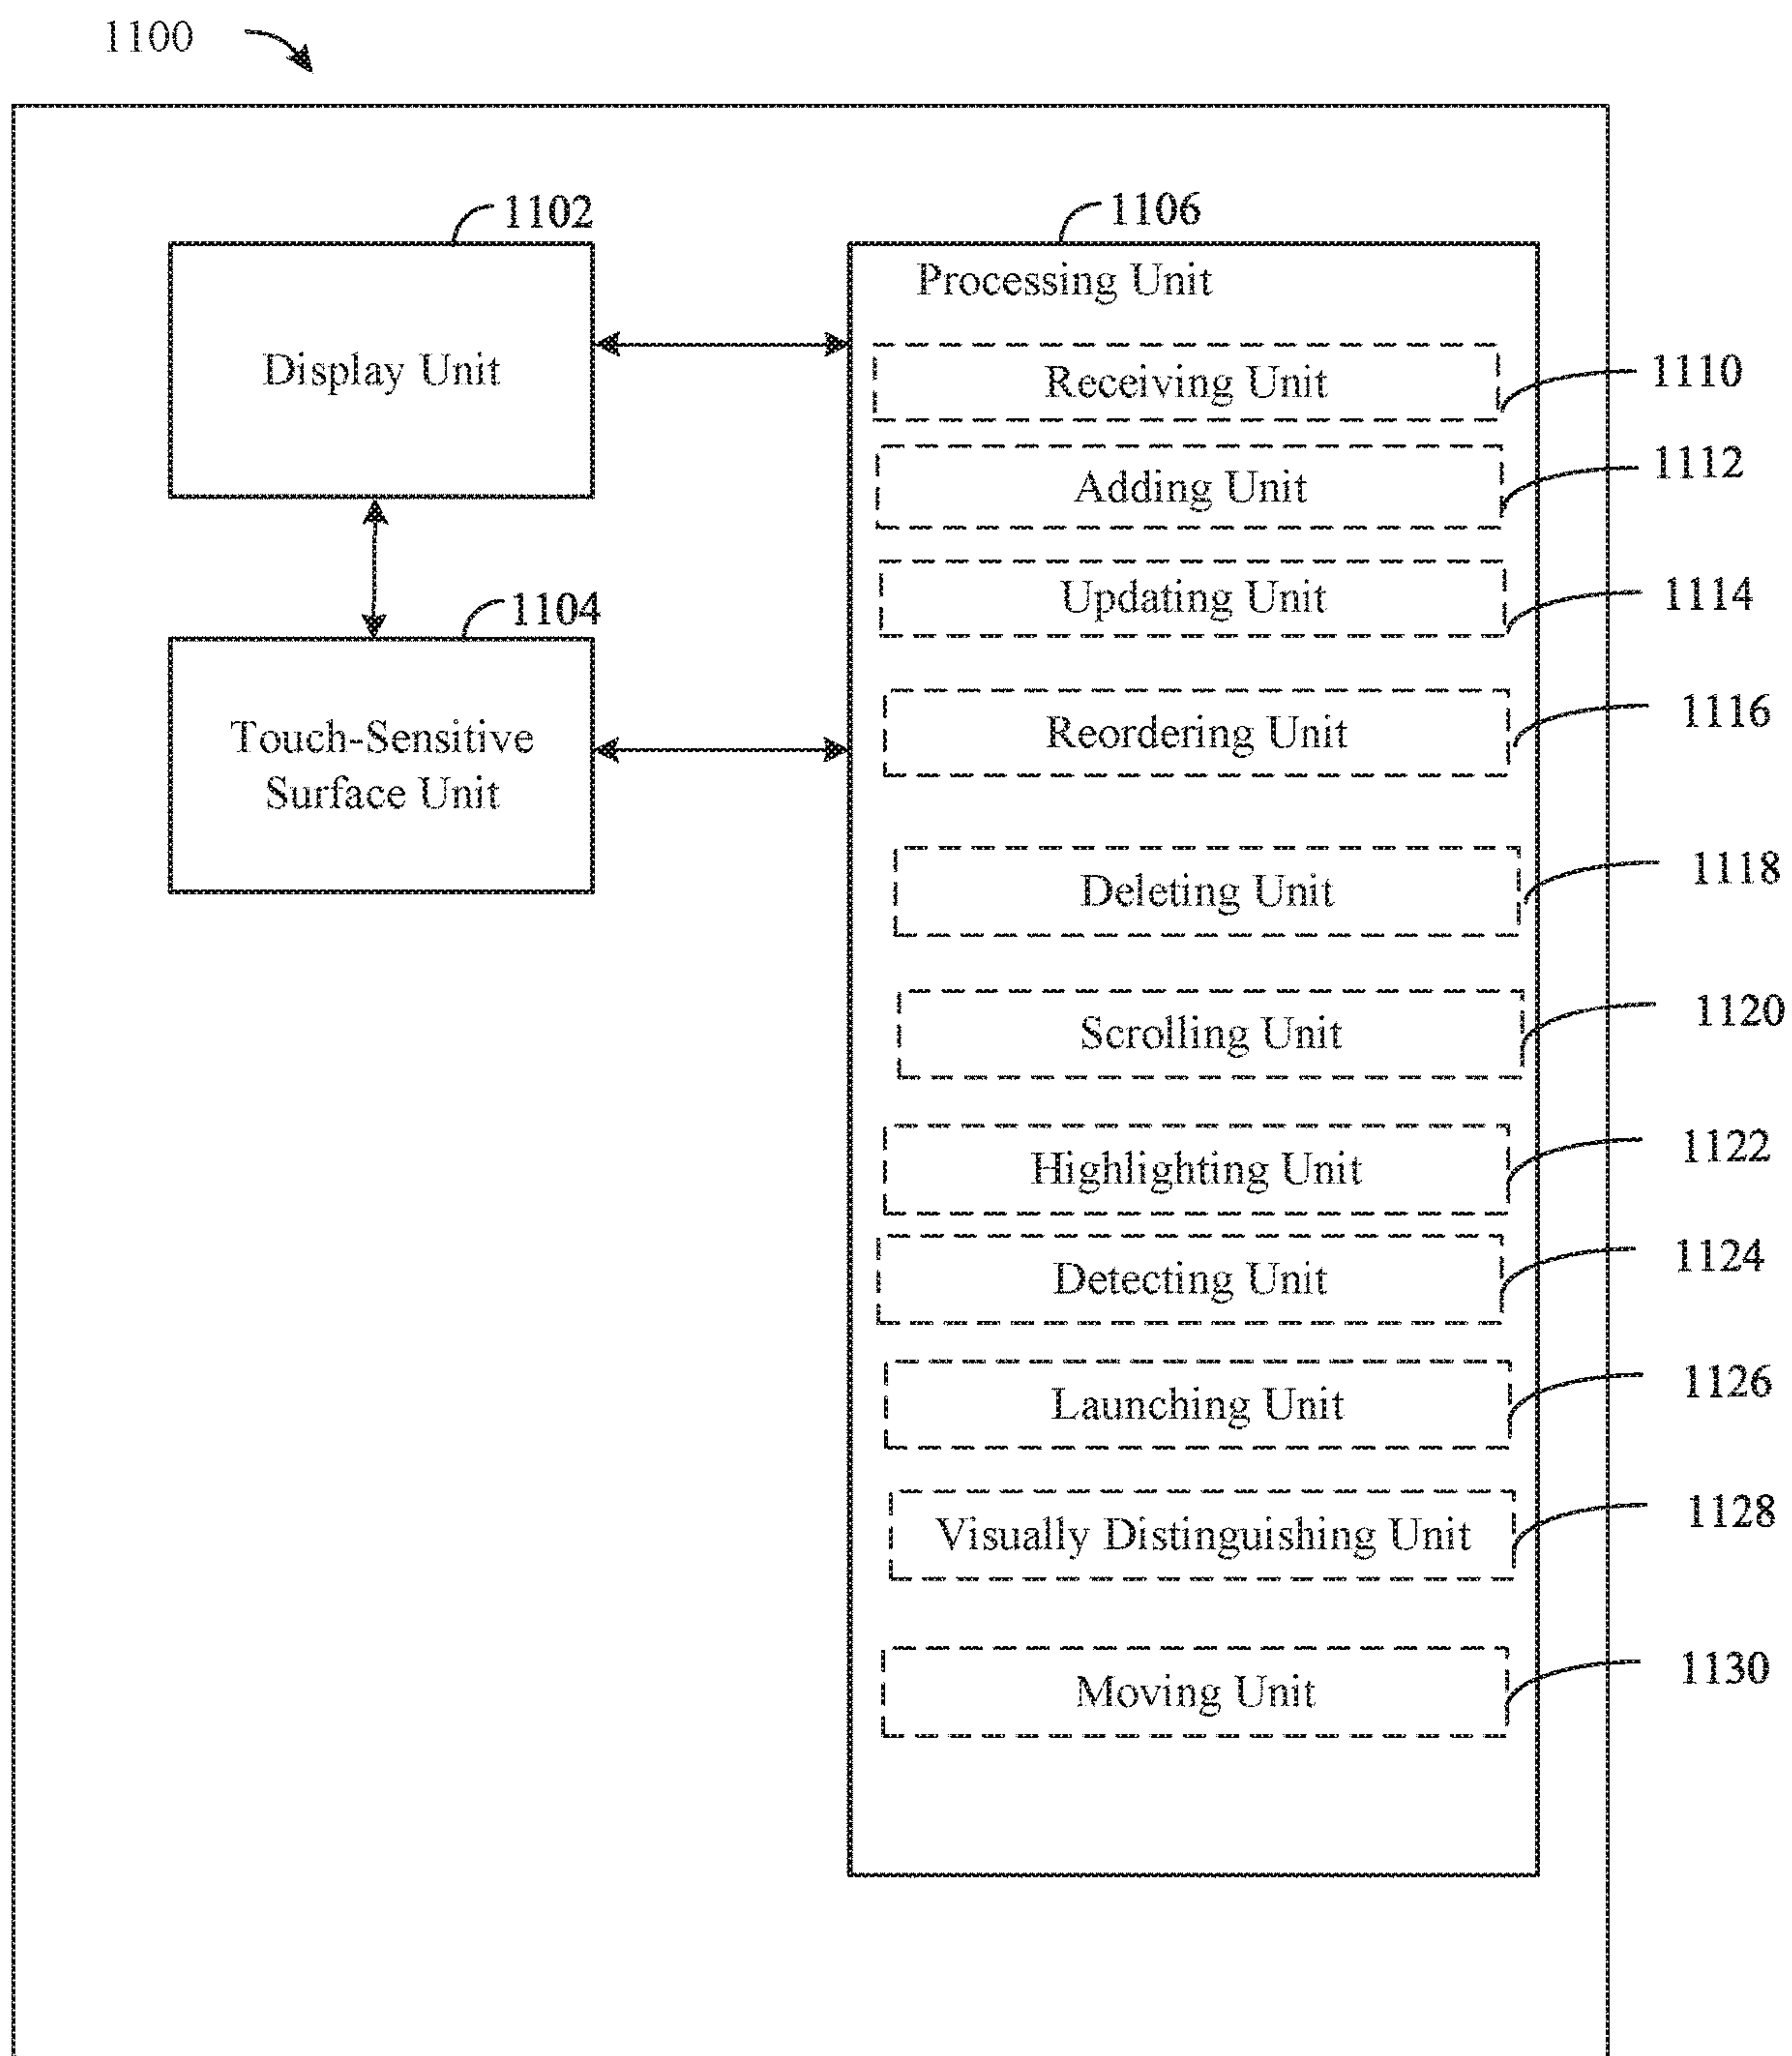 1100
1102
Display Unit
1104
Touch-Sensitive
Surface Unit
1106
Processing Unit
Receiving Unit
1110
Adding Unit
1112
Updating Unit
1114
Reordering Unit
1116
Deleting Unit
1118
Scrolling Unit
1120
Highlighting Unit
1122
Detecting Unit
1124
Launching Unit
1126
Visually Distinguishing Unit
1128
Moving Unit
1130